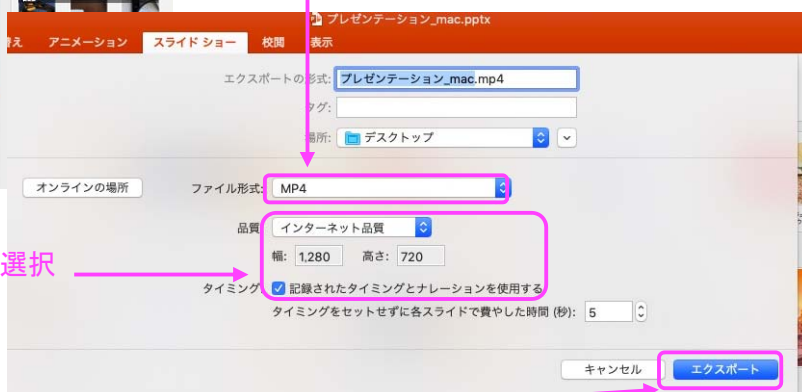 プレゼンテーション_mac.pptx
替え アニメーション スライド ショー 校閲 表示
エクスポートの形式: プレゼンテーション_mac.mp4
タグ:
場所: デスクトップ
オンラインの場所 ファイル形式: MP4
品質 インターネット品質
幅: 1,280 高さ: 720
選択
タイミング: 記録されたタイミングとナレーションを使用する
タイミングをセットせずに各スライドで費やした時間 (秒): 5
キャンセル エクスポート